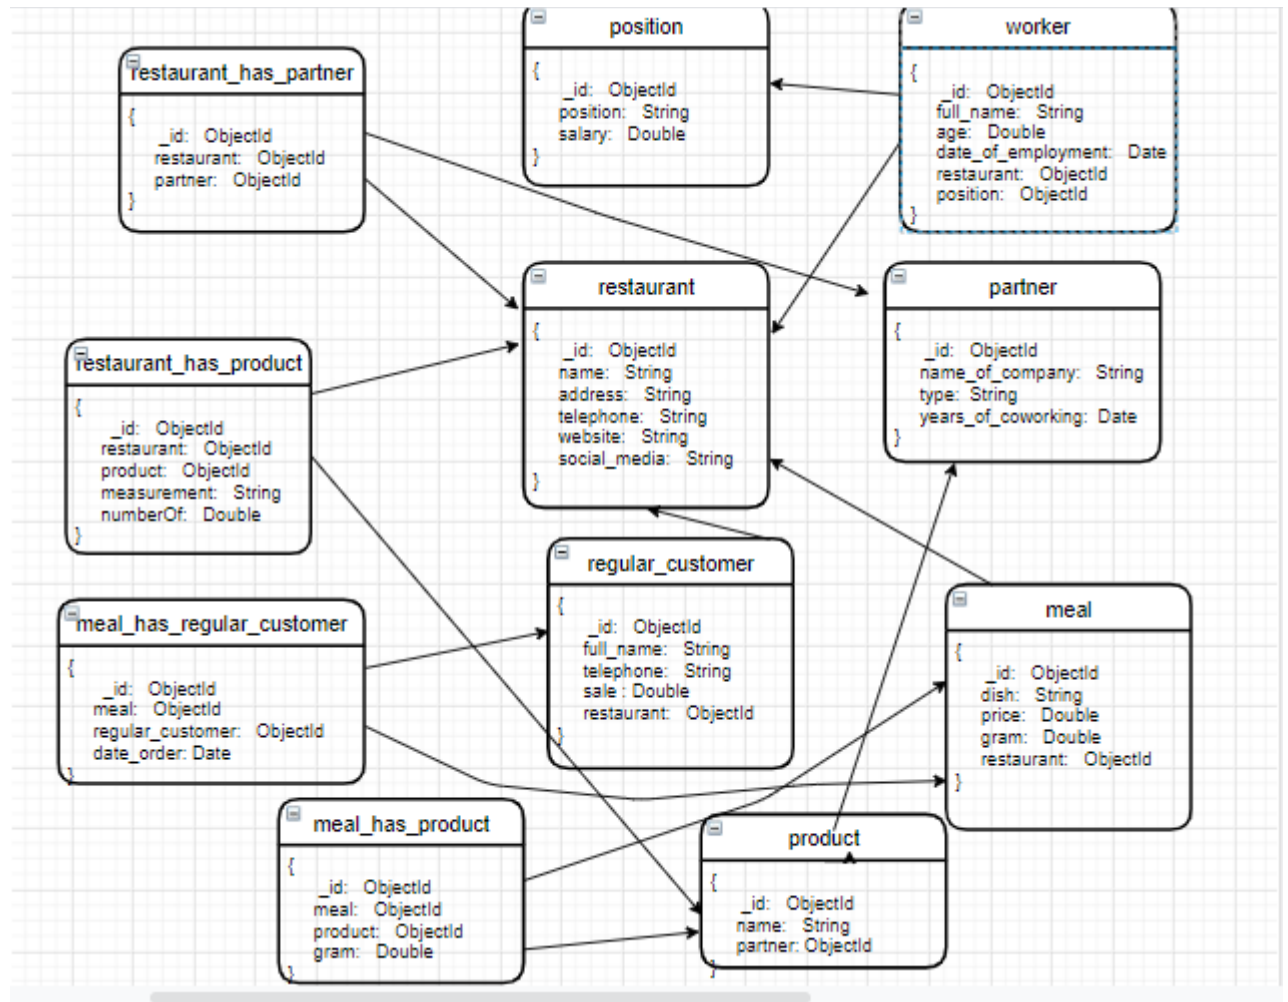 position
{
_id: ObjectId
position: String
salary: Double
}
worker
{
_id: ObjectId
full_name: String
age: Double
date_of_employment: Date
restaurant: ObjectId
position: ObjectId
}
restaurant_has_partner
{
_id: ObjectId
restaurant: ObjectId
partner: ObjectId
}
restaurant
{
_id: ObjectId
name: String
address: String
telephone: String
website: String
social_media: String
}
partner
{
_id: ObjectId
name_of_company: String
type: String
years_of_coworking: Date
}
restaurant_has_product
{
_id: ObjectId
restaurant: ObjectId
product: ObjectId
measurement: String
numberOf: Double
}
regular_customer
{
_id: ObjectId
full_name: String
telephone: String
sale : Double
restaurant: ObjectId
}
meal
{
_id: ObjectId
dish: String
price: Double
gram: Double
restaurant: ObjectId
}
meal_has_regular_customer
{
_id: ObjectId
meal: ObjectId
regular_customer: ObjectId
date_order: Date
}
meal_has_product
{
_id: ObjectId
meal: ObjectId
product: ObjectId
gram: Double
}
product
{
_id: ObjectId
name: String
partner: ObjectId
}